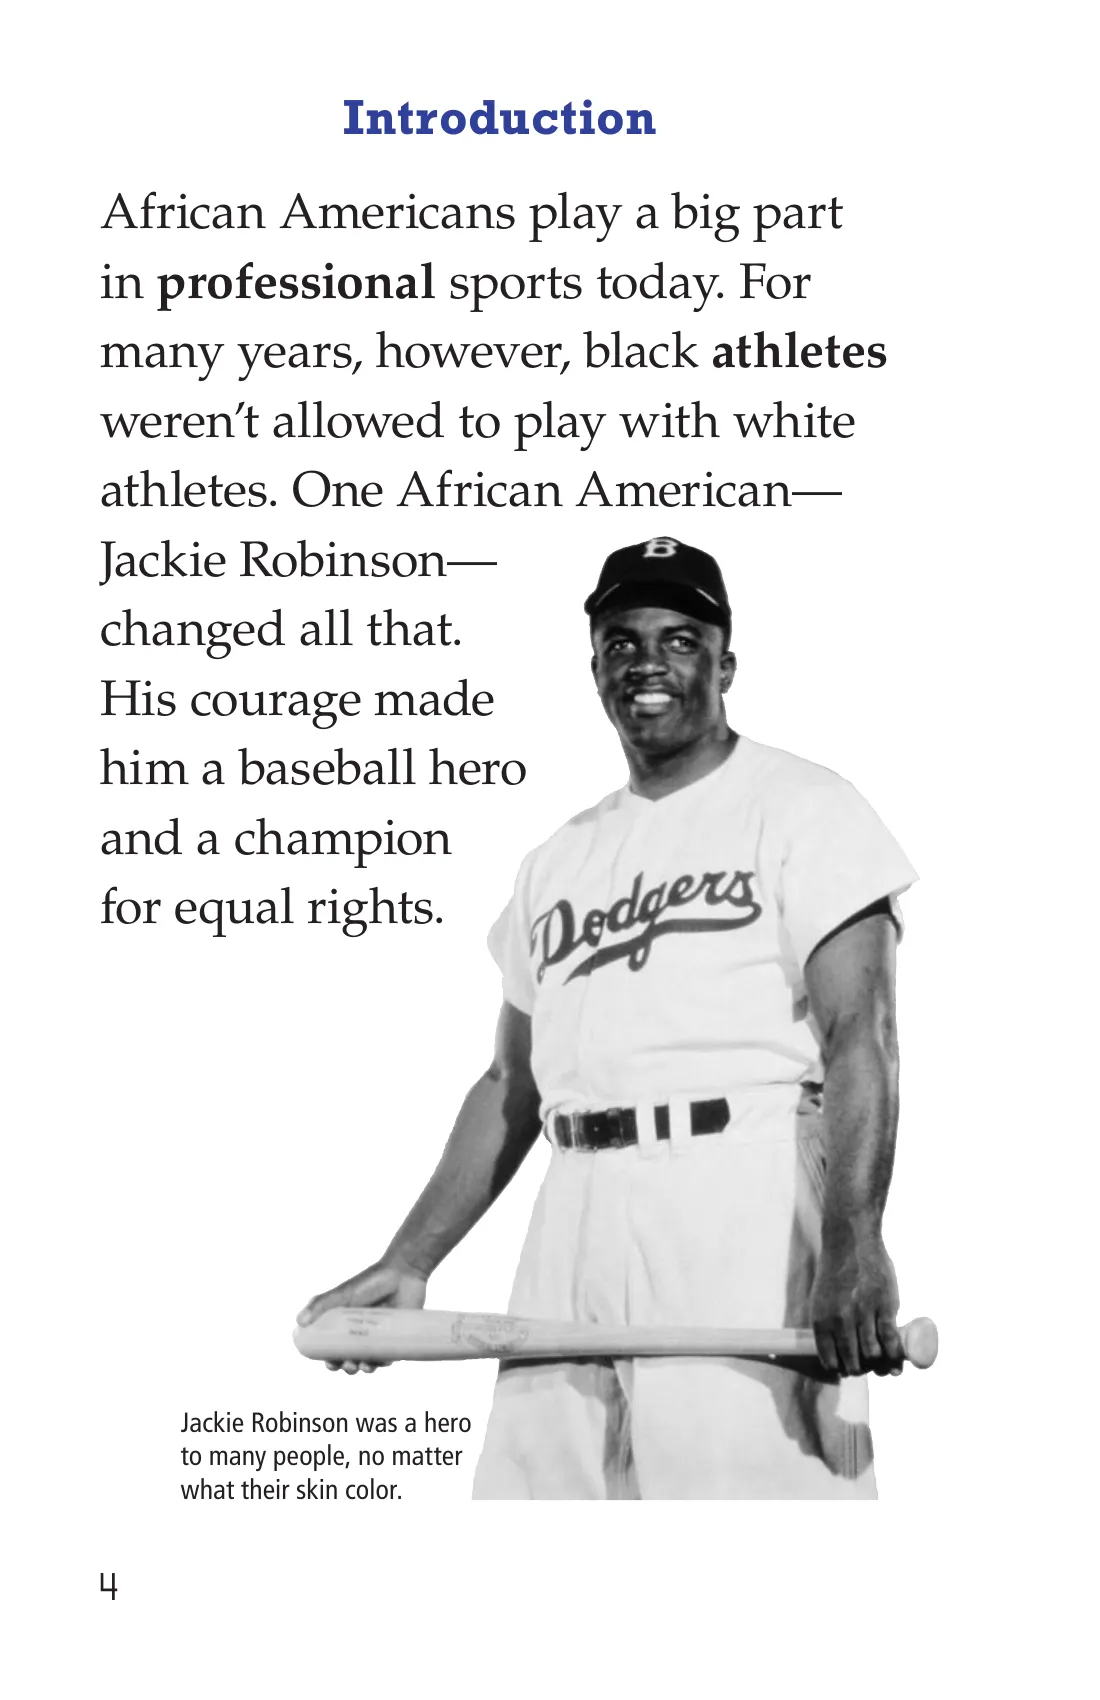 Introduction
African Americans play a big part
in professional sports today. For
many years, however, black athletes
weren't allowed to play with white
athletes. One African American—
Jackie Robinson—
changed all that.
His courage made
him a baseball hero
and a champion
for equal rights.
B
Dodgers
Jackie Robinson was a hero
to many people, no matter
what their skin color.
4